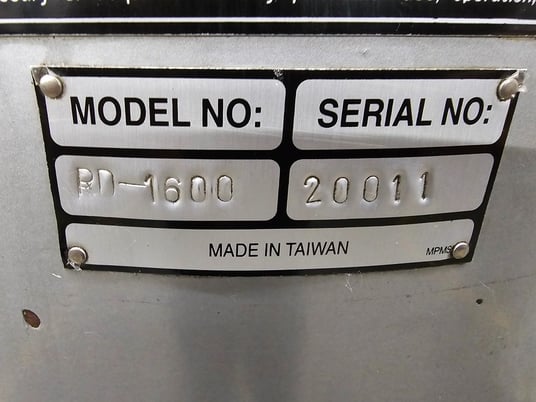 MODEL NO: SERIAL NO:
RD-1600 20011
MADE IN TAIWAN MPMS